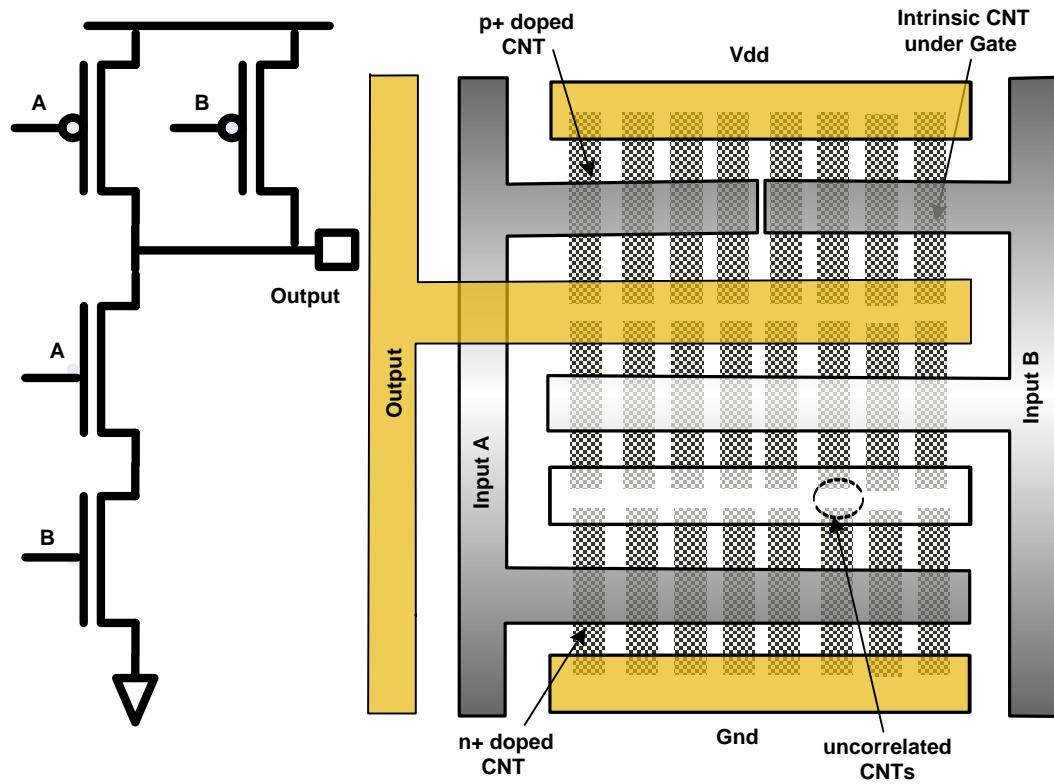 A
B
Output
A
B
p+ doped
CNT
Vdd
Intrinsic CNT
under Gate
Output
Input A
Input B
n+ doped
CNT
Gnd
uncorrelated
CNTs